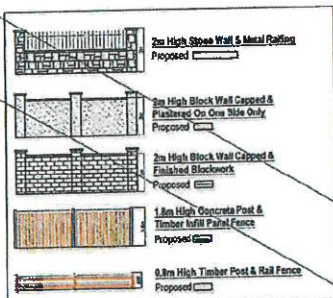 2m High Stone Wall & Metal Railing
Proposed
2m High Block Wall Capped &
Plastered On One Side Only
Proposed
2m High Block Wall Capped &
Finished Blockwork
Proposed
1.8m High Concrete Post &
Timber Infill Panel Fence
Proposed
0.8m High Timber Post & Rail Fence
Proposed